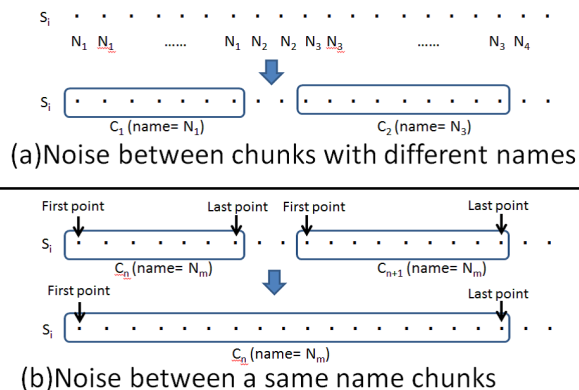 Si
N1 N1 ...... N1 N2 N2 N3 N3 ...... N3 N4
Si
C1 (name= N1) C2 (name= N3)
(a)Noise between chunks with different names
First point Last point First point Last point
Si
Cn (name= Nm) Cn+1 (name= Nm)
First point Last point
Si
Cn (name= Nm)
(b)Noise between a same name chunks